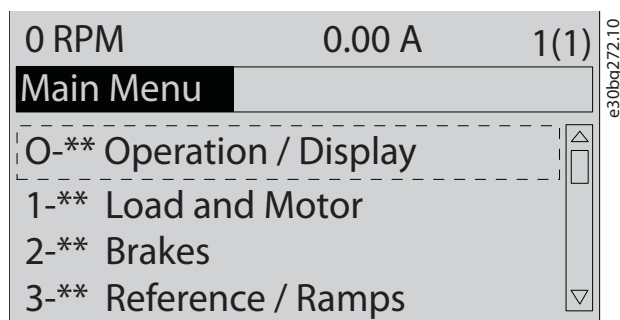 0 RPM 0.00 A 1(1)
Main Menu
O-** Operation / Display
1-** Load and Motor
2-** Brakes
3-** Reference / Ramps
e30bq272.10